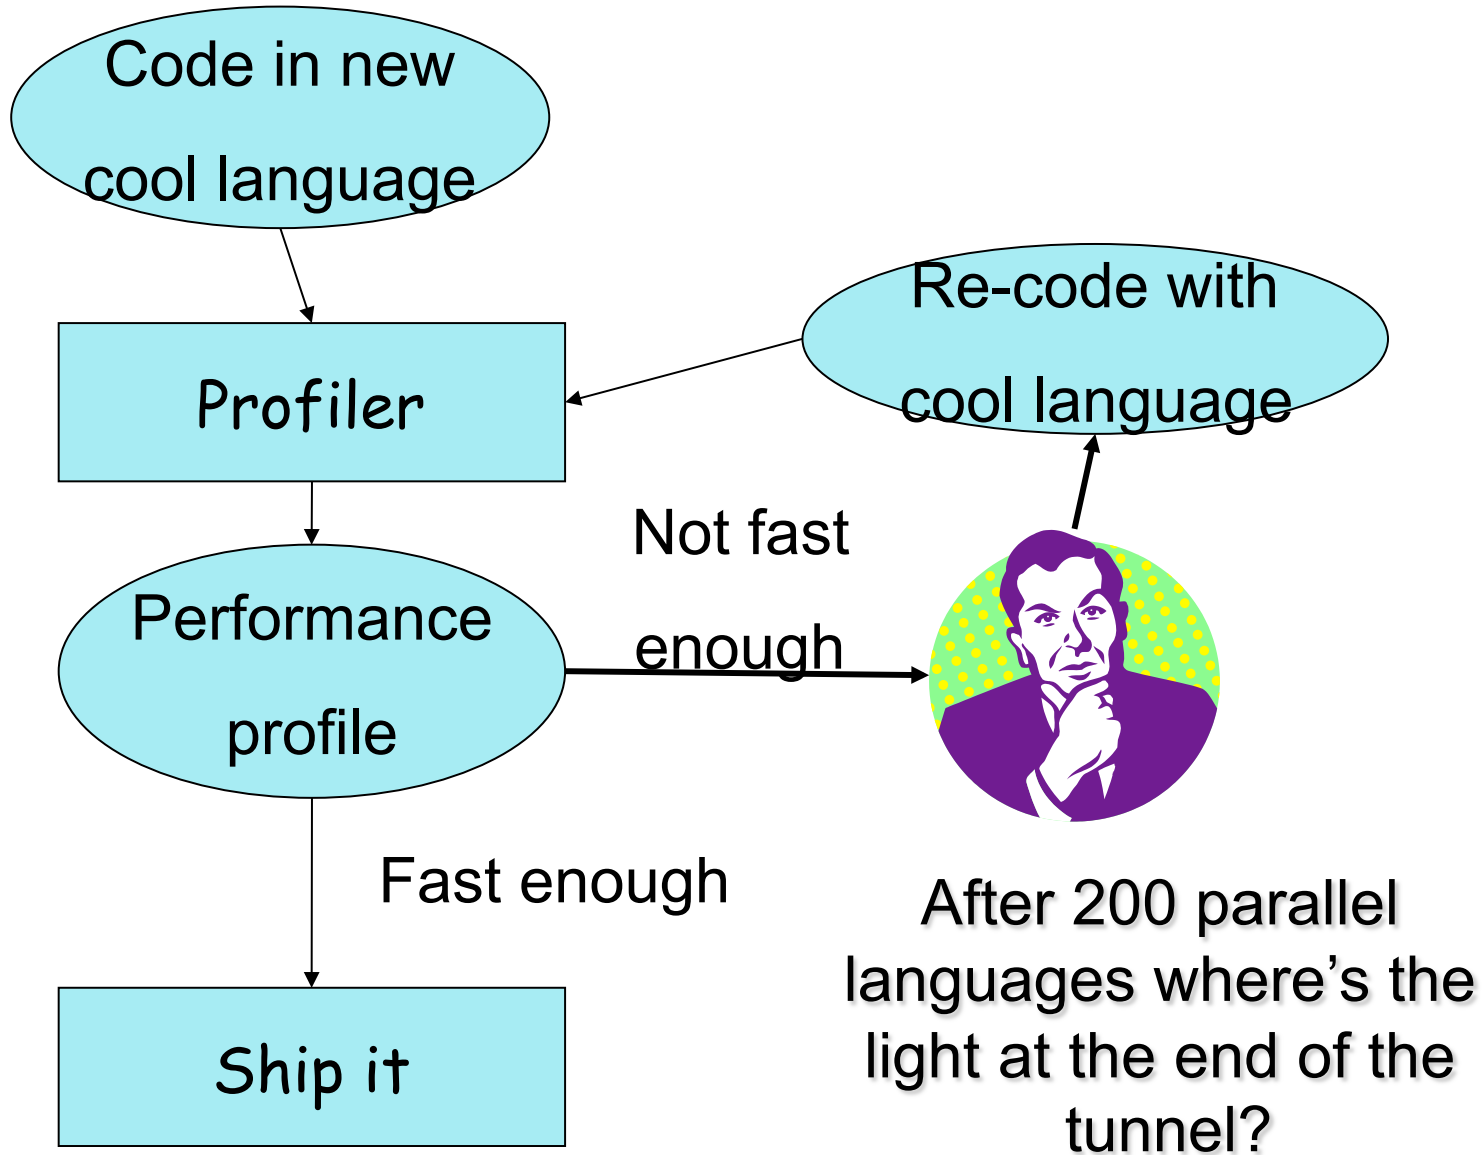 Code in new
cool language
Re-code with
cool language
Profiler
Not fast
enough
Performance
profile
Fast enough
After 200 parallel
languages where’s the
light at the end of the
tunnel?
Ship it